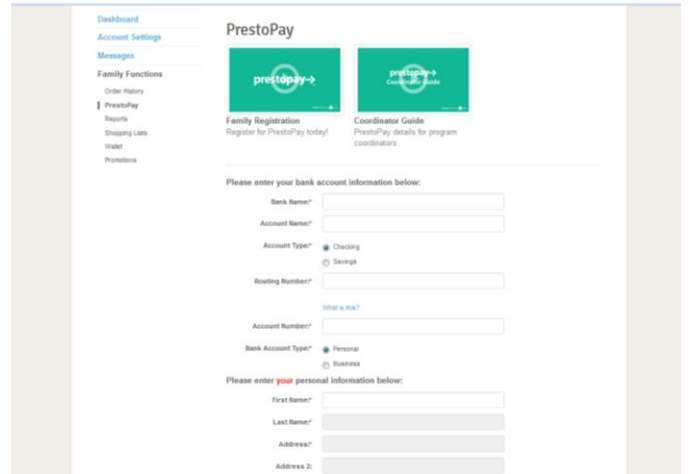 Dashboard
Account Settings
Messages
Family Functions
Order History
PrestoPay
Reports
Shopping Lists
Wallet
Promotions
PrestoPay
prestopay
prestopay
Coordinator Guide
Family Registration
Register for PrestoPay today!
Coordinator Guide
PrestoPay details for program
coordinators
Please enter your bank account information below:
Bank Name:*
Account Name:*
Account Type:*
Checking
Savings
Routing Number:*
What is this?
Account Number:*
Bank Account Type:*
Personal
Business
Please enter your personal information below:
First Name:*
Last Name:*
Address:*
Address 2: